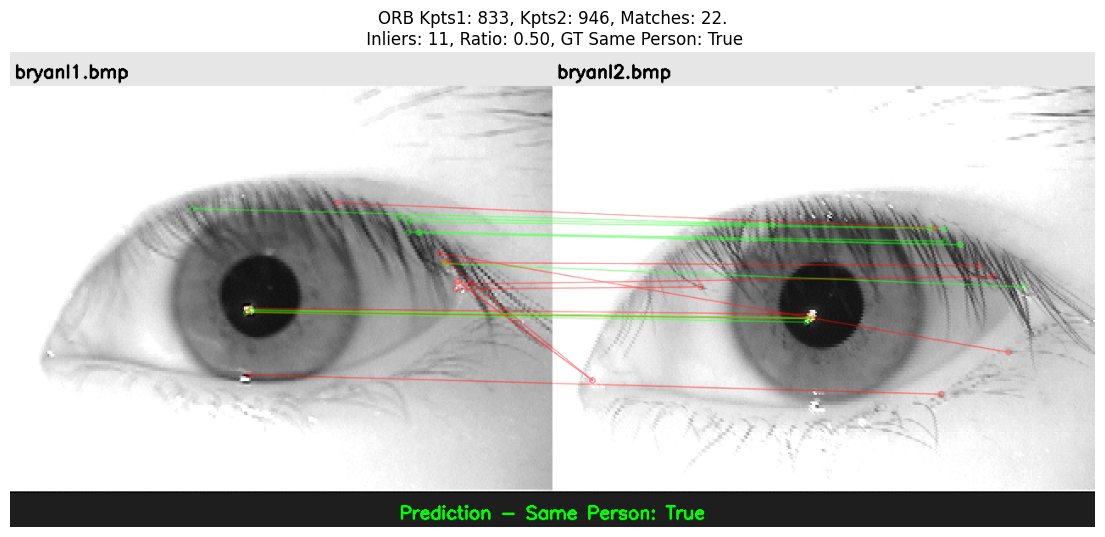 ORB Kpts1: 833, Kpts2: 946, Matches: 22.
Inliers: 11, Ratio: 0.50, GT Same Person: True
bryanl1.bmp
bryanl2.bmp
Prediction - Same Person: True